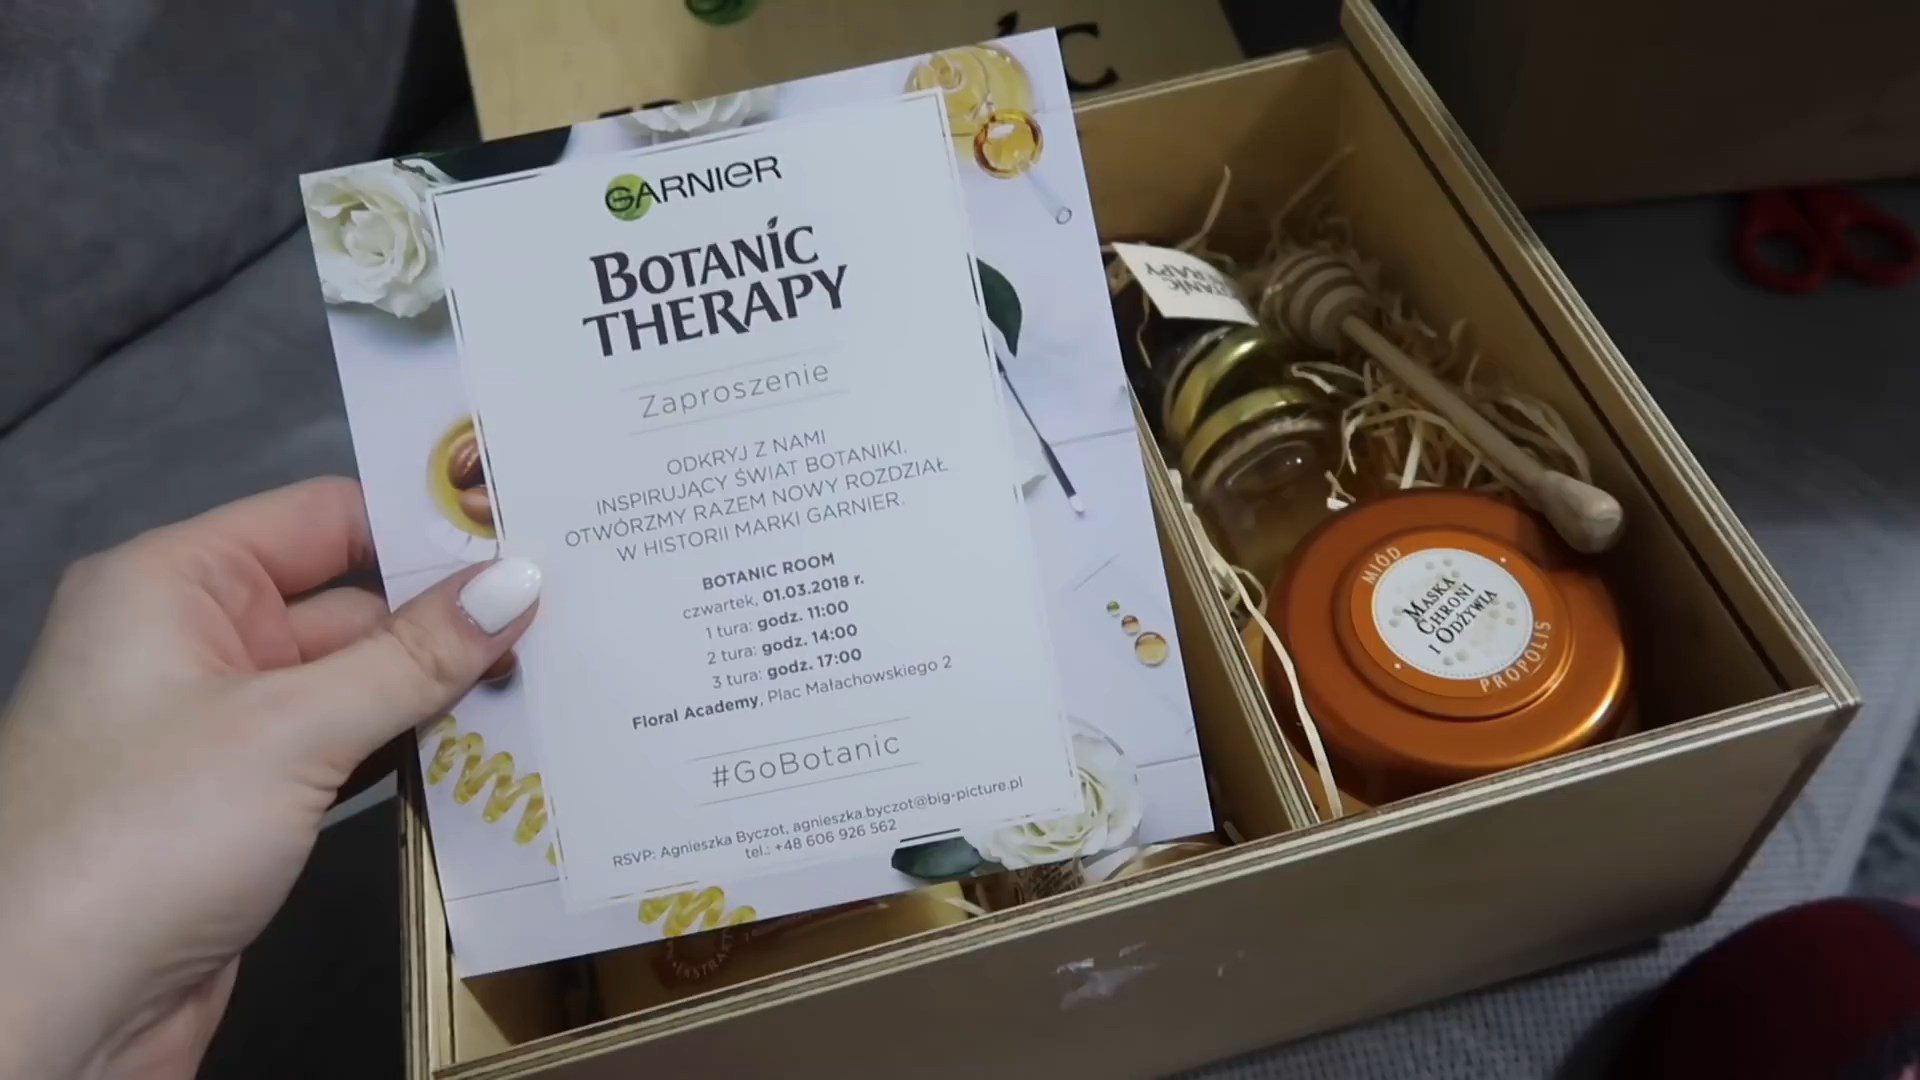 GARNIER
BOTANIC
THERAPY
Zaproszenie
ODKRYJ Z NAMI
INSPIRUJĄCY ŚWIAT BOTANIKI.
OTWÓRZMY RAZEM NOWY ROZDZIAŁ
W HISTORII MARKI GARNIER.
BOTANIC ROOM
czwartek, 01.03.2018 r.
1 tura: godz. 11:00
2 tura: godz. 14:00
3 tura: godz. 17:00
Floral Academy, Plac Małachowskiego 2
#GoBotanic
RSVP: Agnieszka Byczot, agnieszka.byczot@big-picture.pl
tel.: +48 606 926 562
MIÓD
MASKA
CHRONI
I ODŻYWIA
PROPOLIS